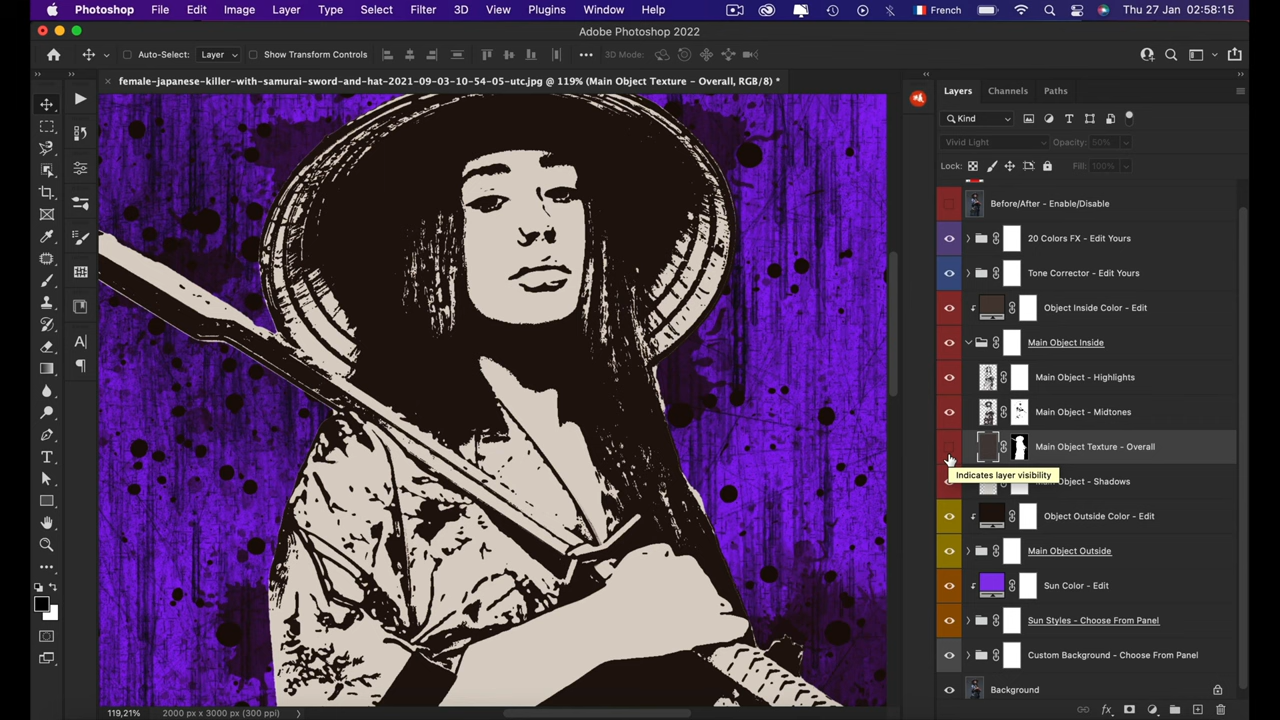 Photoshop File Edit Image Layer Type Select Filter 3D View Plugins Window Help French Thu 27 Jan 02:58:15
Adobe Photoshop 2022
Auto-Select: Layer Show Transform Controls 3D Mode:
female-japanese-killer-with-samurai-sword-and-hat-2021-09-03-10-54-05-utc.jpg @ 119% (Main Object Texture - Overall, RGB/8) *
Layers Channels Paths
Kind
Vivid Light Opacity: 50%
Lock: Fill: 100%
Before/After - Enable/Disable
20 Colors FX - Edit Yours
Tone Corrector - Edit Yours
Object Inside Color - Edit
Main Object Inside
Main Object - Highlights
Main Object - Midtones
Main Object Texture - Overall
Indicates layer visibility
Object - Shadows
Object Outside Color - Edit
Main Object Outside
Sun Color - Edit
Sun Styles - Choose From Panel
Custom Background - Choose From Panel
Background
119,21% 2000 px x 3000 px (300 ppi)